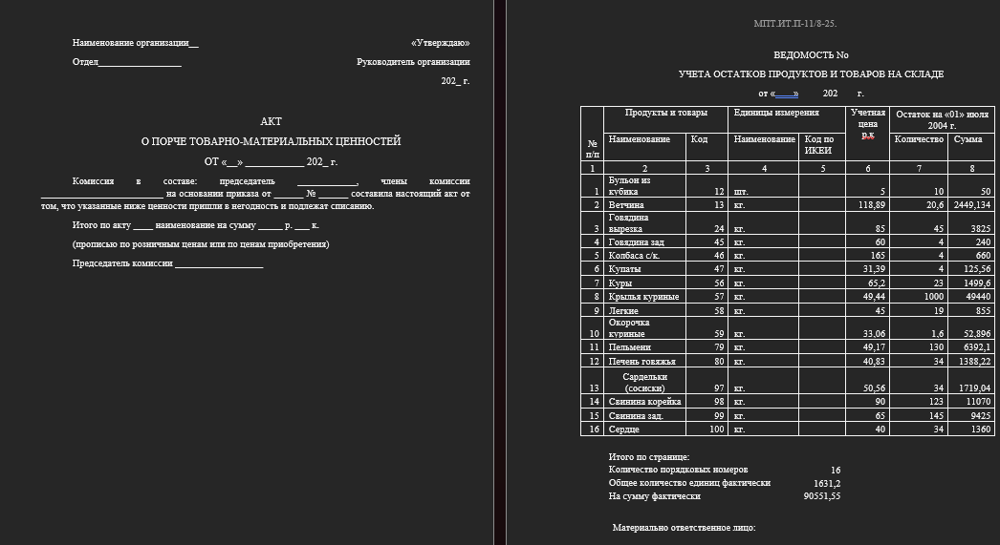 Наименование организации__ «Утверждаю»
Отдел_________________ Руководитель организации
202_ г.
АКТ
О ПОРЧЕ ТОВАРНО-МАТЕРИАЛЬНЫХ ЦЕННОСТЕЙ
ОТ «__» ____________ 202_ г.
Комиссия в составе: председатель ____________, члены комиссии
_________________________ на основании приказа от ______ № ______ составила настоящий акт от
том, что указанные ниже ценности пришли в негодность и подлежат списанию.
Итого по акту ____ наименование на сумму _____ р. ___ к.
(прописью по розничным ценам или по ценам приобретения)
Председатель комиссии __________________
МПТ.ИТ.П-11/8-25.
ВЕДОМОСТЬ No
УЧЕТА ОСТАТКОВ ПРОДУКТОВ И ТОВАРОВ НА СКЛАДЕ
от «____» 202 г.
№ п/п Продукты и товары Единицы измерения Учетная цена р.к Остаток на «01» июля 2004 г.
Наименование Код Наименование Код по ИКЕИ Количество Сумма
1 2 3 4 5 6 7 8
1 Бульон из кубика 12 шт. 5 10 50
2 Ветчина 13 кг. 118,89 20,6 2449,134
3 Говядина вырезка 24 кг. 85 45 3825
4 Говядина зад 45 кг. 60 4 240
5 Колбаса с/к. 46 кг. 165 4 660
6 Купаты 47 кг. 31,39 4 125,56
7 Куры 56 кг. 65,2 23 1499,6
8 Крылья куриные 57 кг. 49,44 1000 49440
9 Легкие 58 кг. 45 19 855
10 Окорочка куриные 59 кг. 33,06 1,6 52,896
11 Пельмени 79 кг. 49,17 130 6392,1
12 Печень говяжья 80 кг. 40,83 34 1388,22
13 Сардельки (сосиски) 97 кг. 50,56 34 1719,04
14 Свинина корейка 98 кг. 90 123 11070
15 Свинина зад. 99 кг. 65 145 9425
16 Сердце 100 кг. 40 34 1360
Итого по странице:
Количество порядковых номеров 16
Общее количество единиц фактически 1631,2
На сумму фактически 90551,55
Материально ответственное лицо: